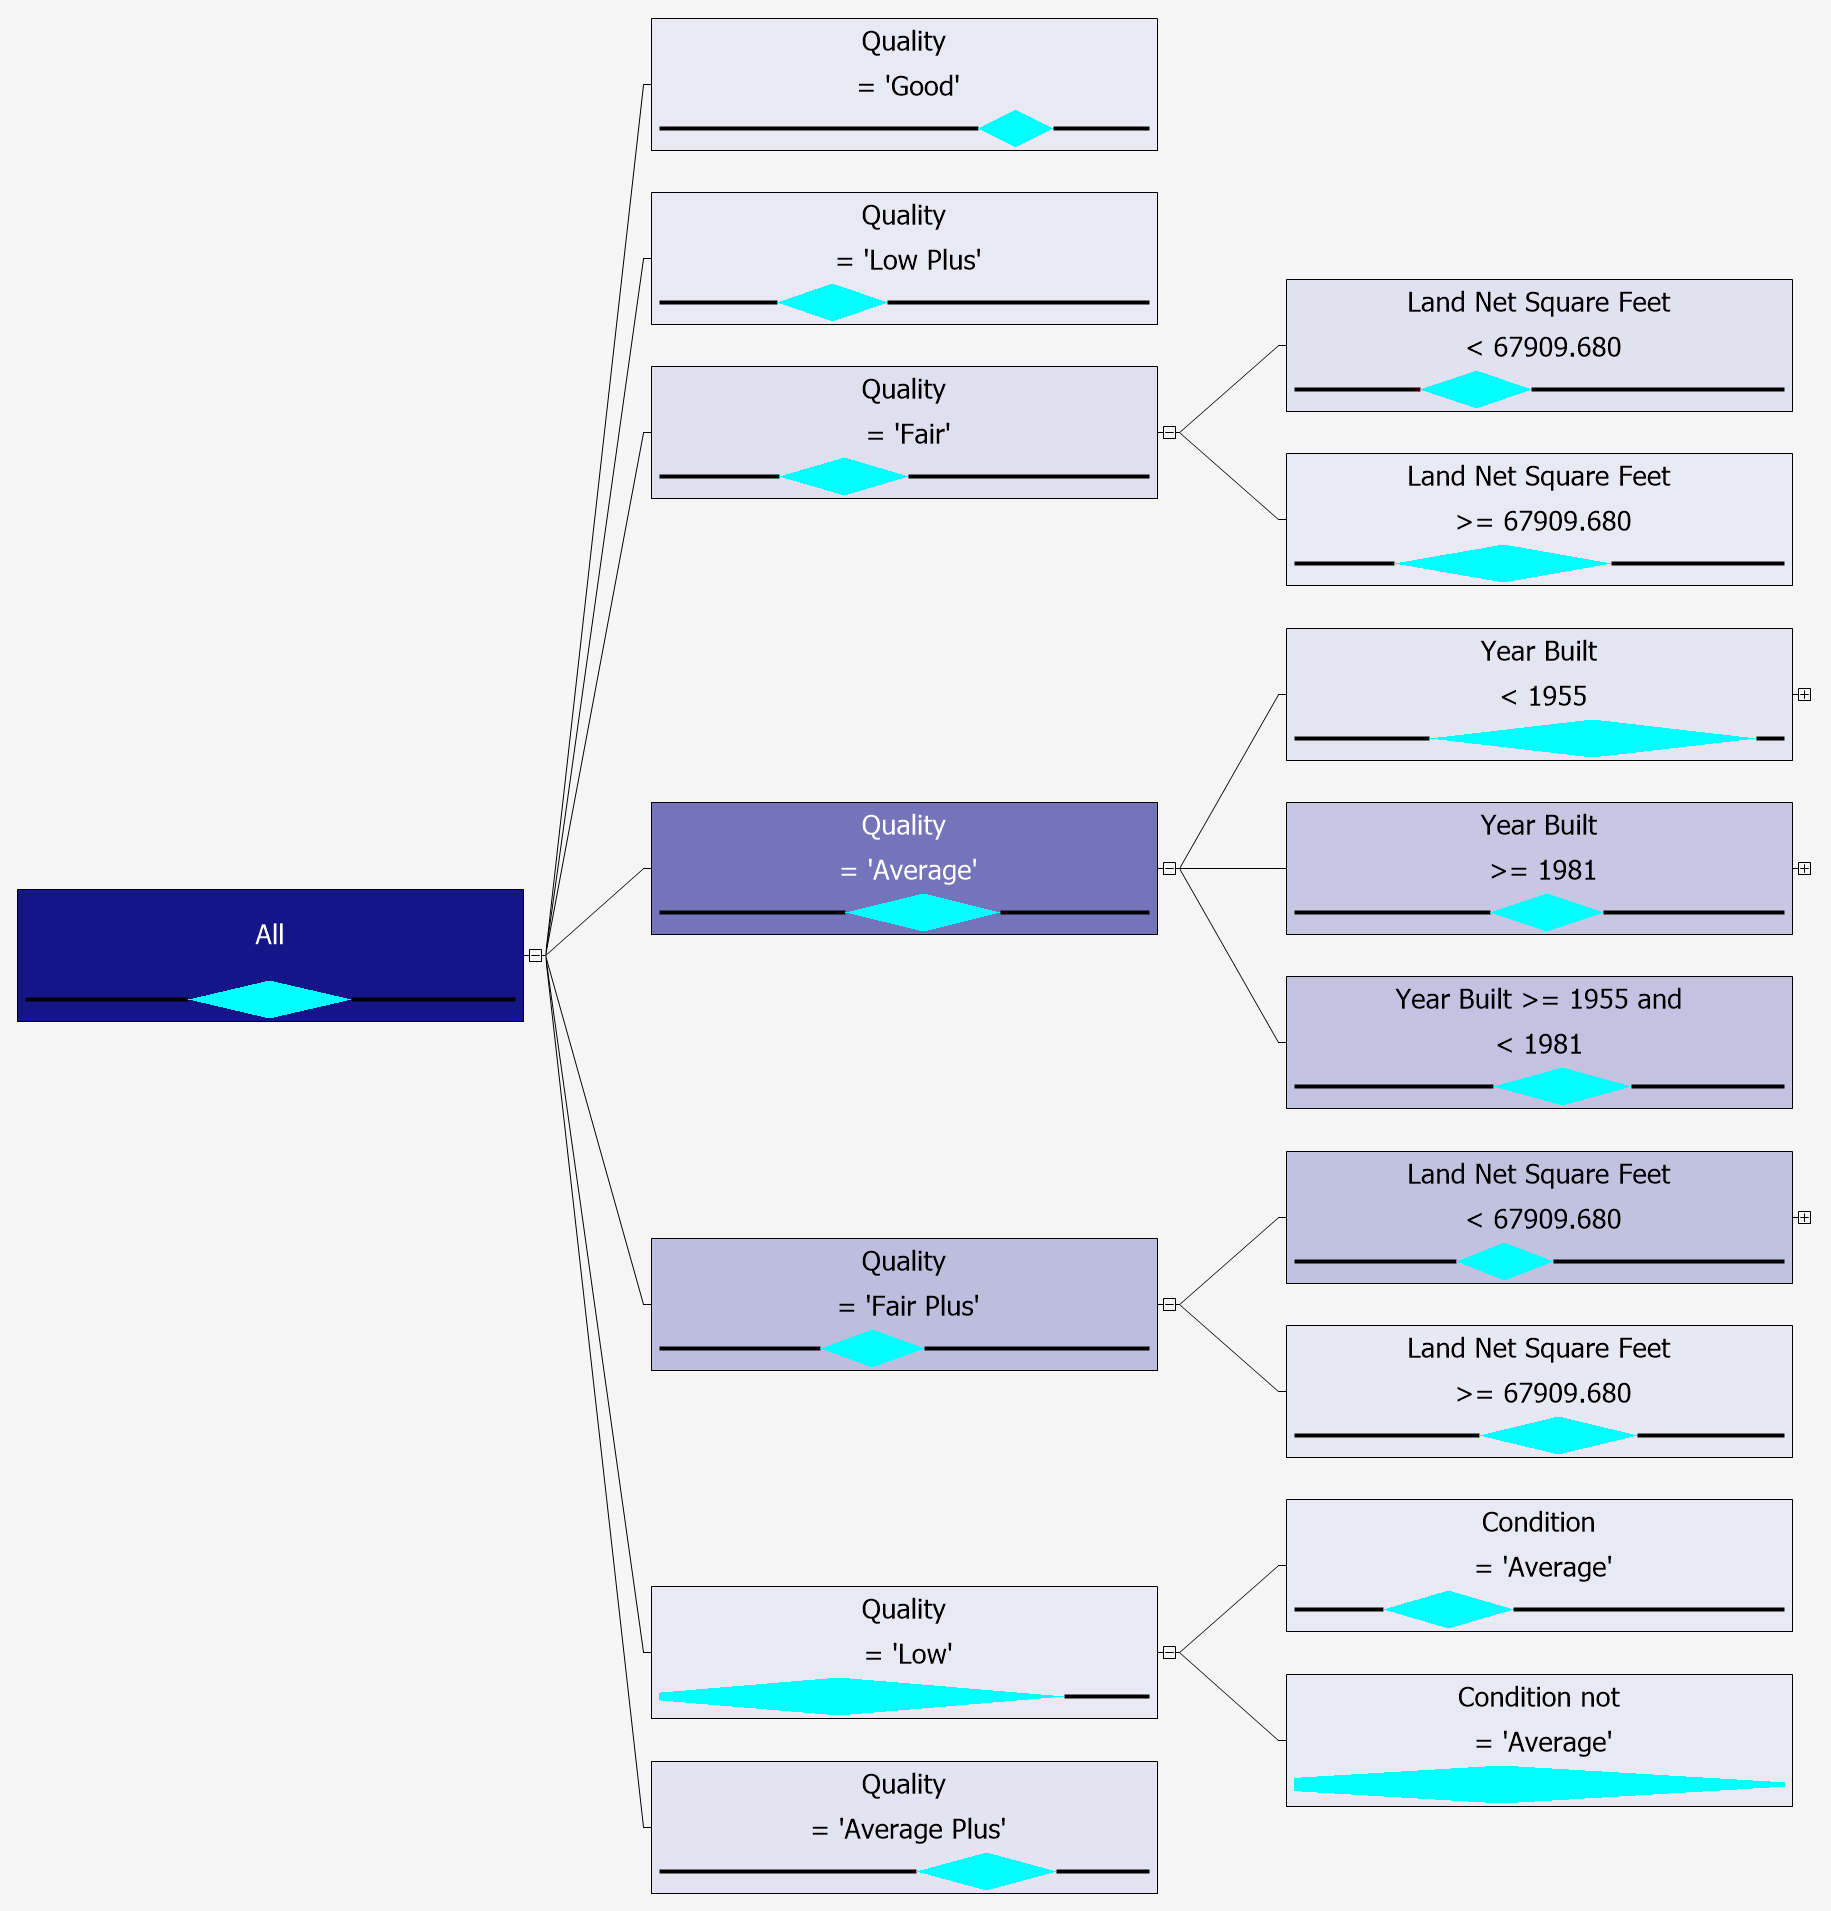 Quality
= 'Good'
Quality
= 'Low Plus'
Quality
= 'Fair'
Land Net Square Feet
< 67909.680
Land Net Square Feet
>= 67909.680
All
Quality
= 'Average'
Year Built
< 1955
Year Built
>= 1981
Year Built >= 1955 and
< 1981
Quality
= 'Fair Plus'
Land Net Square Feet
< 67909.680
Land Net Square Feet
>= 67909.680
Quality
= 'Low'
Condition
= 'Average'
Condition not
= 'Average'
Quality
= 'Average Plus'